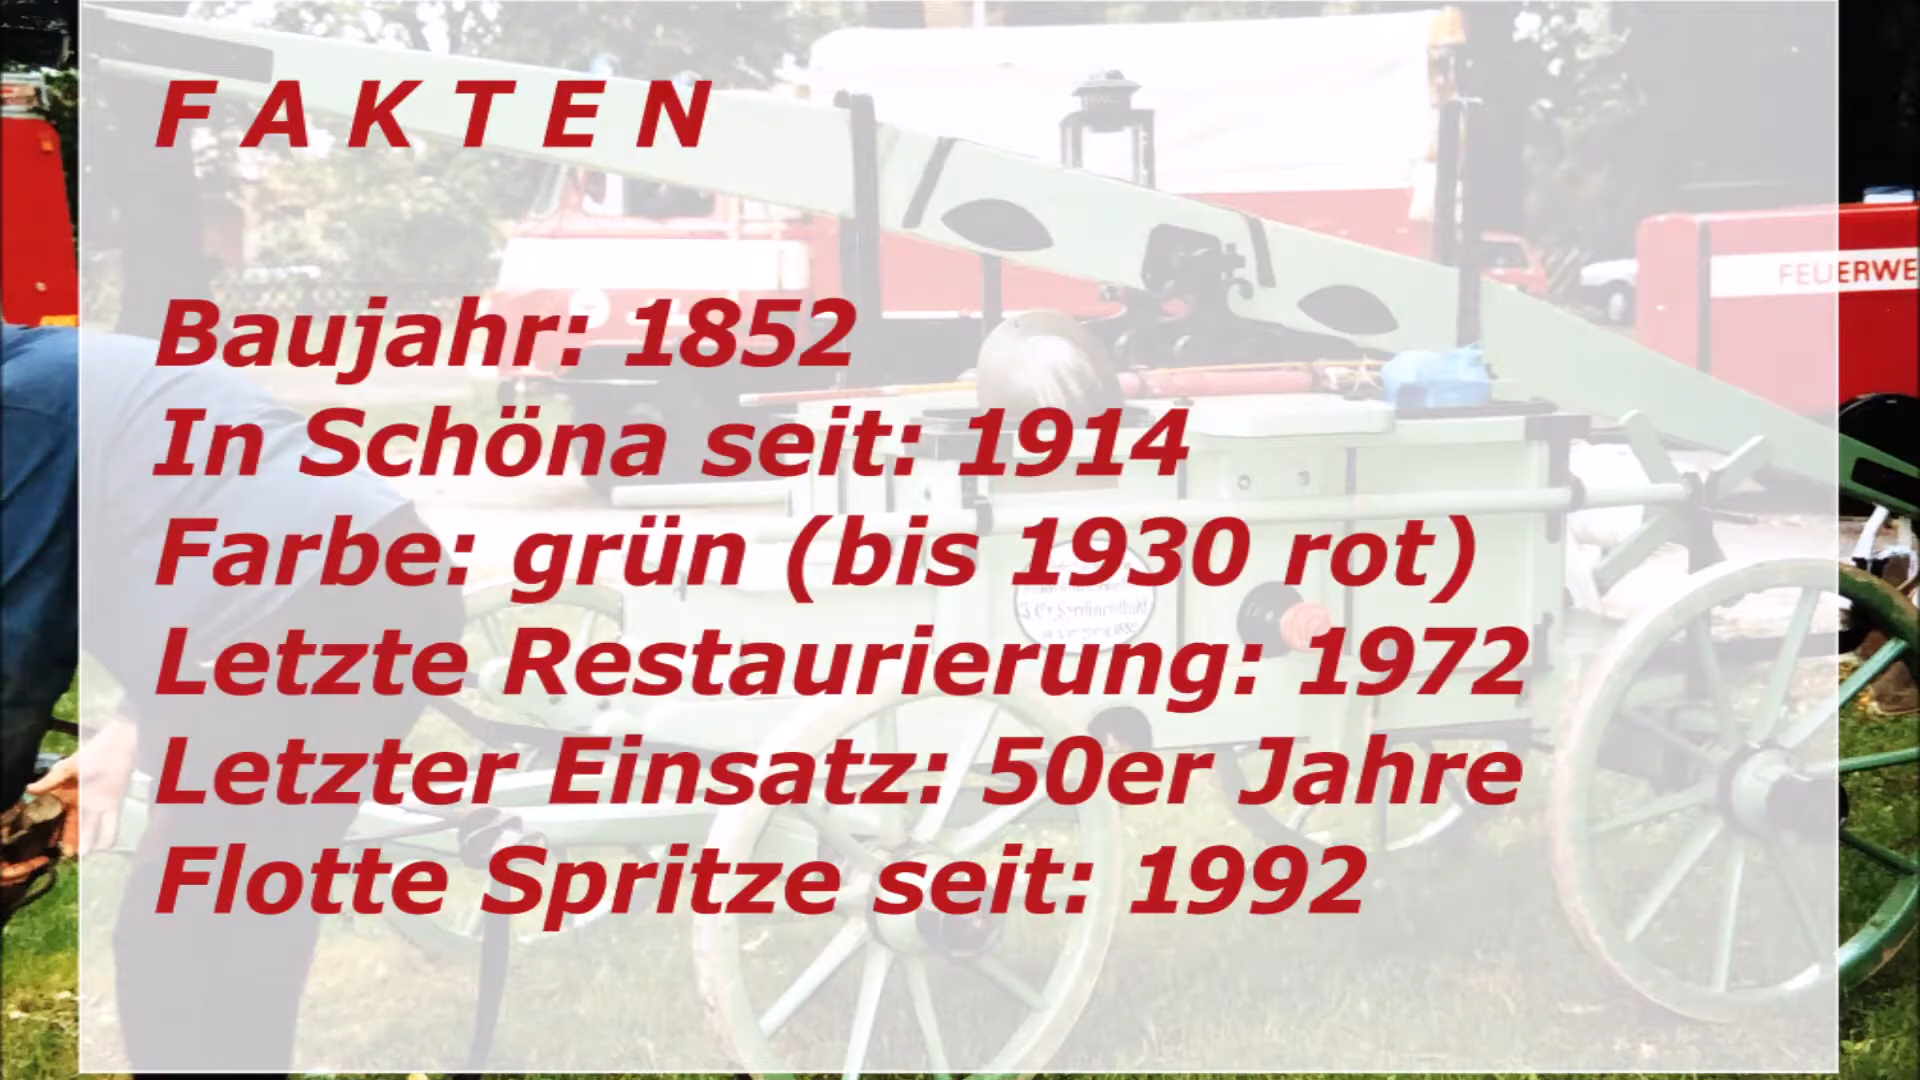 FAKTEN
Baujahr: 1852
In Schöna seit: 1914
Farbe: grün (bis 1930 rot)
Letzte Restaurierung: 1972
Letzter Einsatz: 50er Jahre
Flotte Spritze seit: 1992
FEUERWE